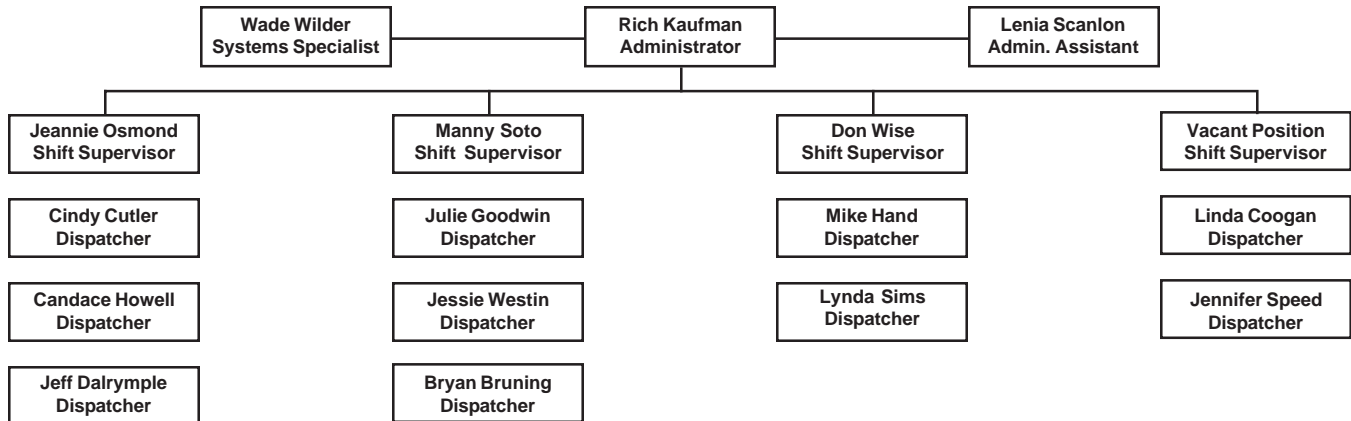 Wade Wilder
Systems Specialist
Rich Kaufman
Administrator
Lenia Scanlon
Admin. Assistant
Jeannie Osmond
Shift Supervisor
Manny Soto
Shift Supervisor
Don Wise
Shift Supervisor
Vacant Position
Shift Supervisor
Cindy Cutler
Dispatcher
Julie Goodwin
Dispatcher
Mike Hand
Dispatcher
Linda Coogan
Dispatcher
Candace Howell
Dispatcher
Jessie Westin
Dispatcher
Lynda Sims
Dispatcher
Jennifer Speed
Dispatcher
Jeff Dalrymple
Dispatcher
Bryan Bruning
Dispatcher